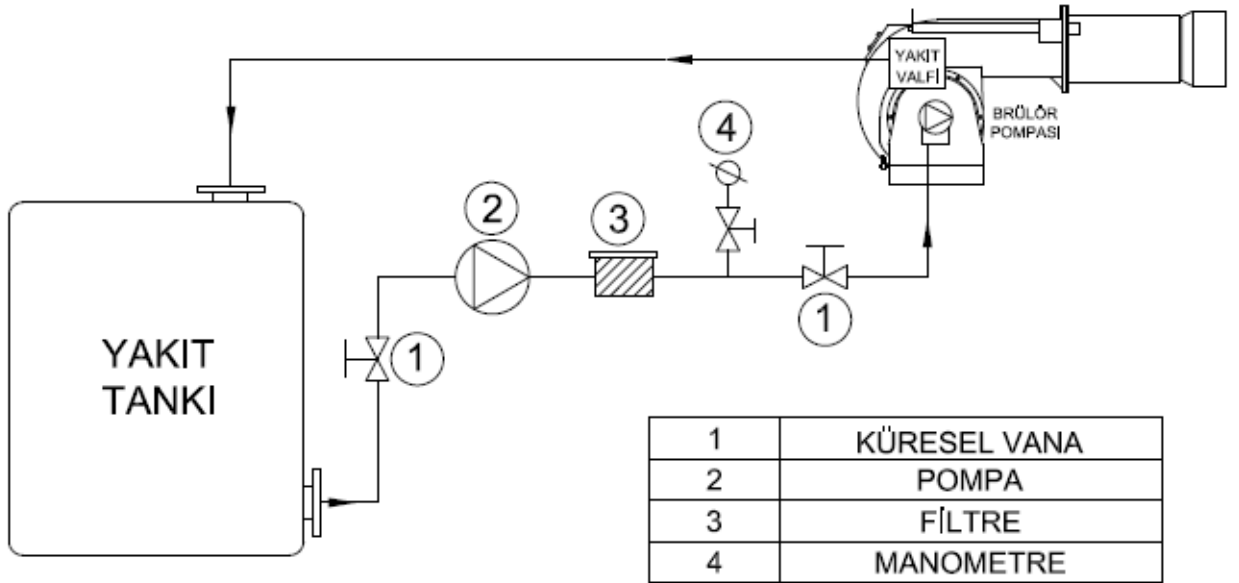 YAKIT
VALFİ
BRÜLÖR
POMPASI
4
2
3
1
1
YAKIT
TANKI
1 KÜRESEL VANA
2 POMPA
3 FİLTRE
4 MANOMETRE